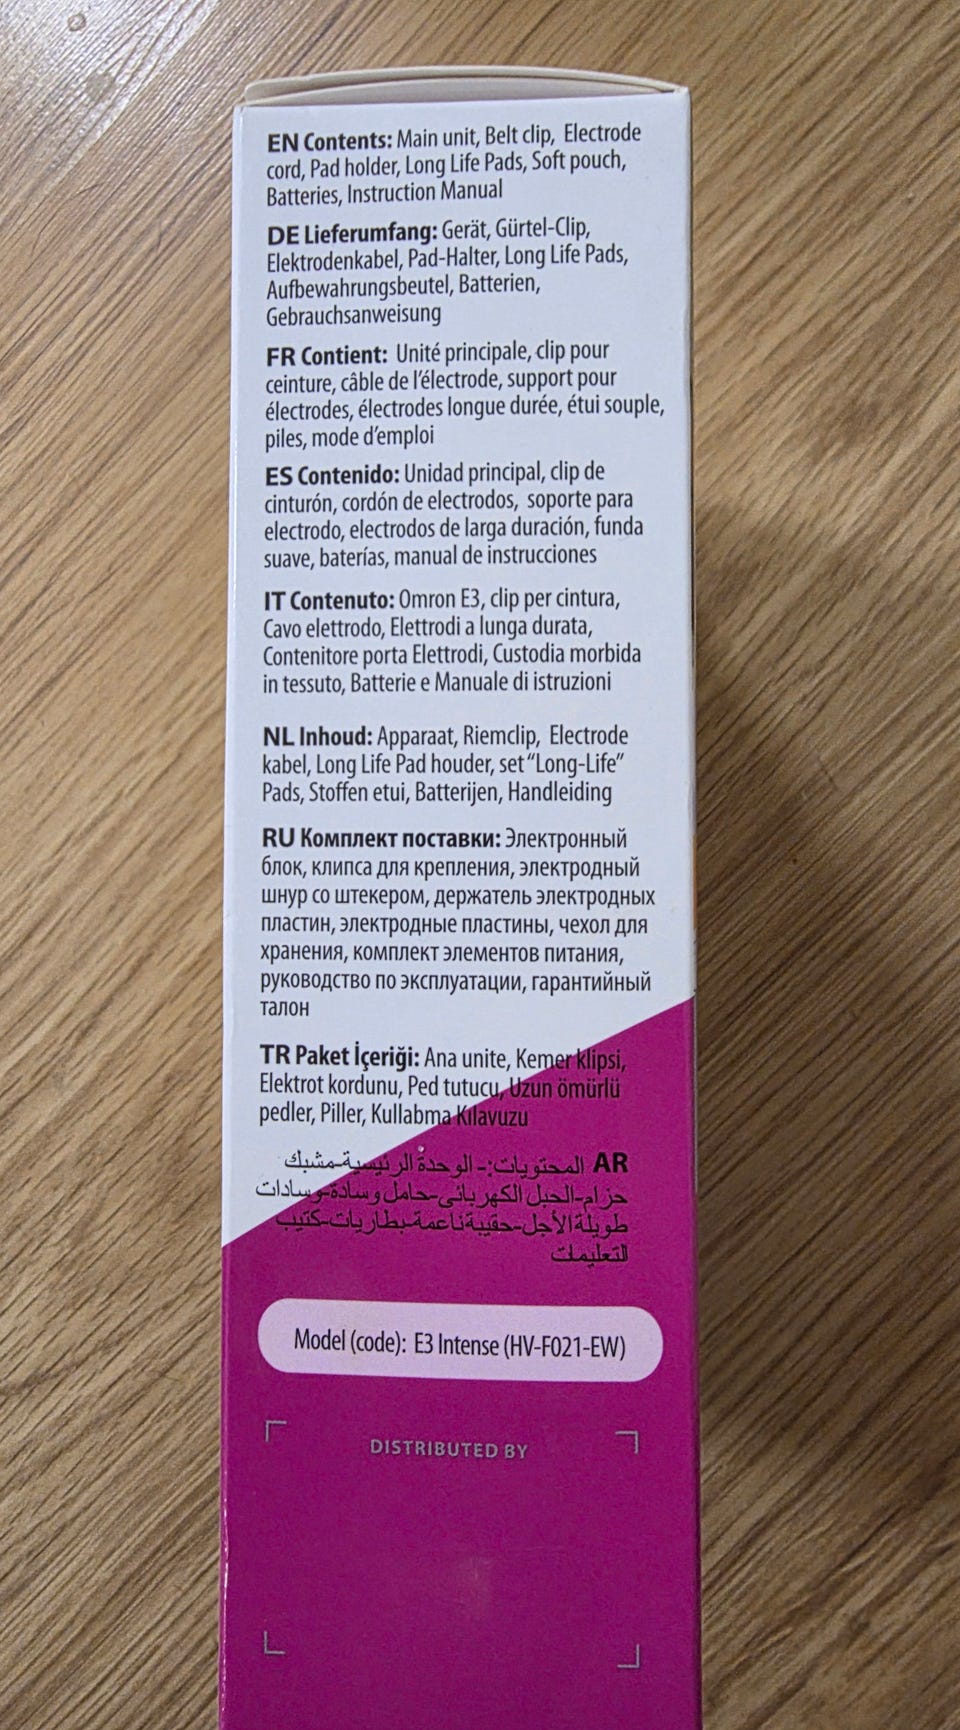 EN Contents: Main unit, Belt clip, Electrode
cord, Pad holder, Long Life Pads, Soft pouch,
Batteries, Instruction Manual
DE Lieferumfang: Gerät, Gürtel-Clip,
Elektrodenkabel, Pad-Halter, Long Life Pads,
Aufbewahrungsbeutel, Batterien,
Gebrauchsanweisung
FR Contient: Unité principale, clip pour
ceinture, câble de l'électrode, support pour
électrodes, électrodes longue durée, étui souple,
piles, mode d'emploi
ES Contenido: Unidad principal, clip de
cinturón, cordón de electrodos, soporte para
electrodo, electrodos de larga duración, funda
suave, baterías, manual de instrucciones
IT Contenuto: Omron E3, clip per cintura,
Cavo elettrodo, Elettrodi a lunga durata,
Contenitore porta Elettrodi, Custodia morbida
in tessuto, Batterie e Manuale di istruzioni
NL Inhoud: Apparaat, Riemclip, Electrode
kabel, Long Life Pad houder, set "Long-Life"
Pads, Stoffen etui, Batterijen, Handleiding
RU Комплект поставки: Электронный
блок, клипса для крепления, электродный
шнур со штекером, держатель электродных
пластин, электродные пластины, чехол для
хранения, комплект элементов питания,
руководство по эксплуатации, гарантийный
талон
TR Paket İçeriği: Ana unite, Kemer klipsi,
Elektrot kordunu, Ped tutucu, Uzun ömürlü
pedler, Piller, Kullabma Kılavuzu
AR المحتويات:- الوحدة الرئيسية-مشبك
حزام-الحبل الكهربائى-حامل وسادة-وسادات
طويلة الأجل-حقيبة ناعمة-بطاريات-كتيب
التعليمات
Model (code): E3 Intense (HV-F021-EW)
DISTRIBUTED BY